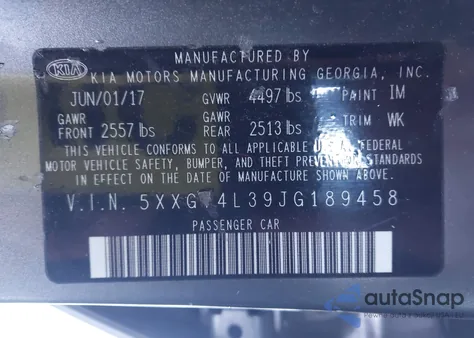 MANUFACTURED BY
KIA KIA MOTORS MANUFACTURING GEORGIA, INC.
JUN/01/17 GVWR 4497 lbs PAINT IM
GAWR FRONT 2557 lbs GAWR REAR 2513 lbs TRIM WK
THIS VEHICLE CONFORMS TO ALL APPLICABLE U.S. FEDERAL
MOTOR VEHICLE SAFETY, BUMPER, AND THEFT PREVENTION STANDARDS
IN EFFECT ON THE DATE OF MANUFACTURE SHOWN ABOVE.
V.I.N.
PASSENGER CAR
autoSnap